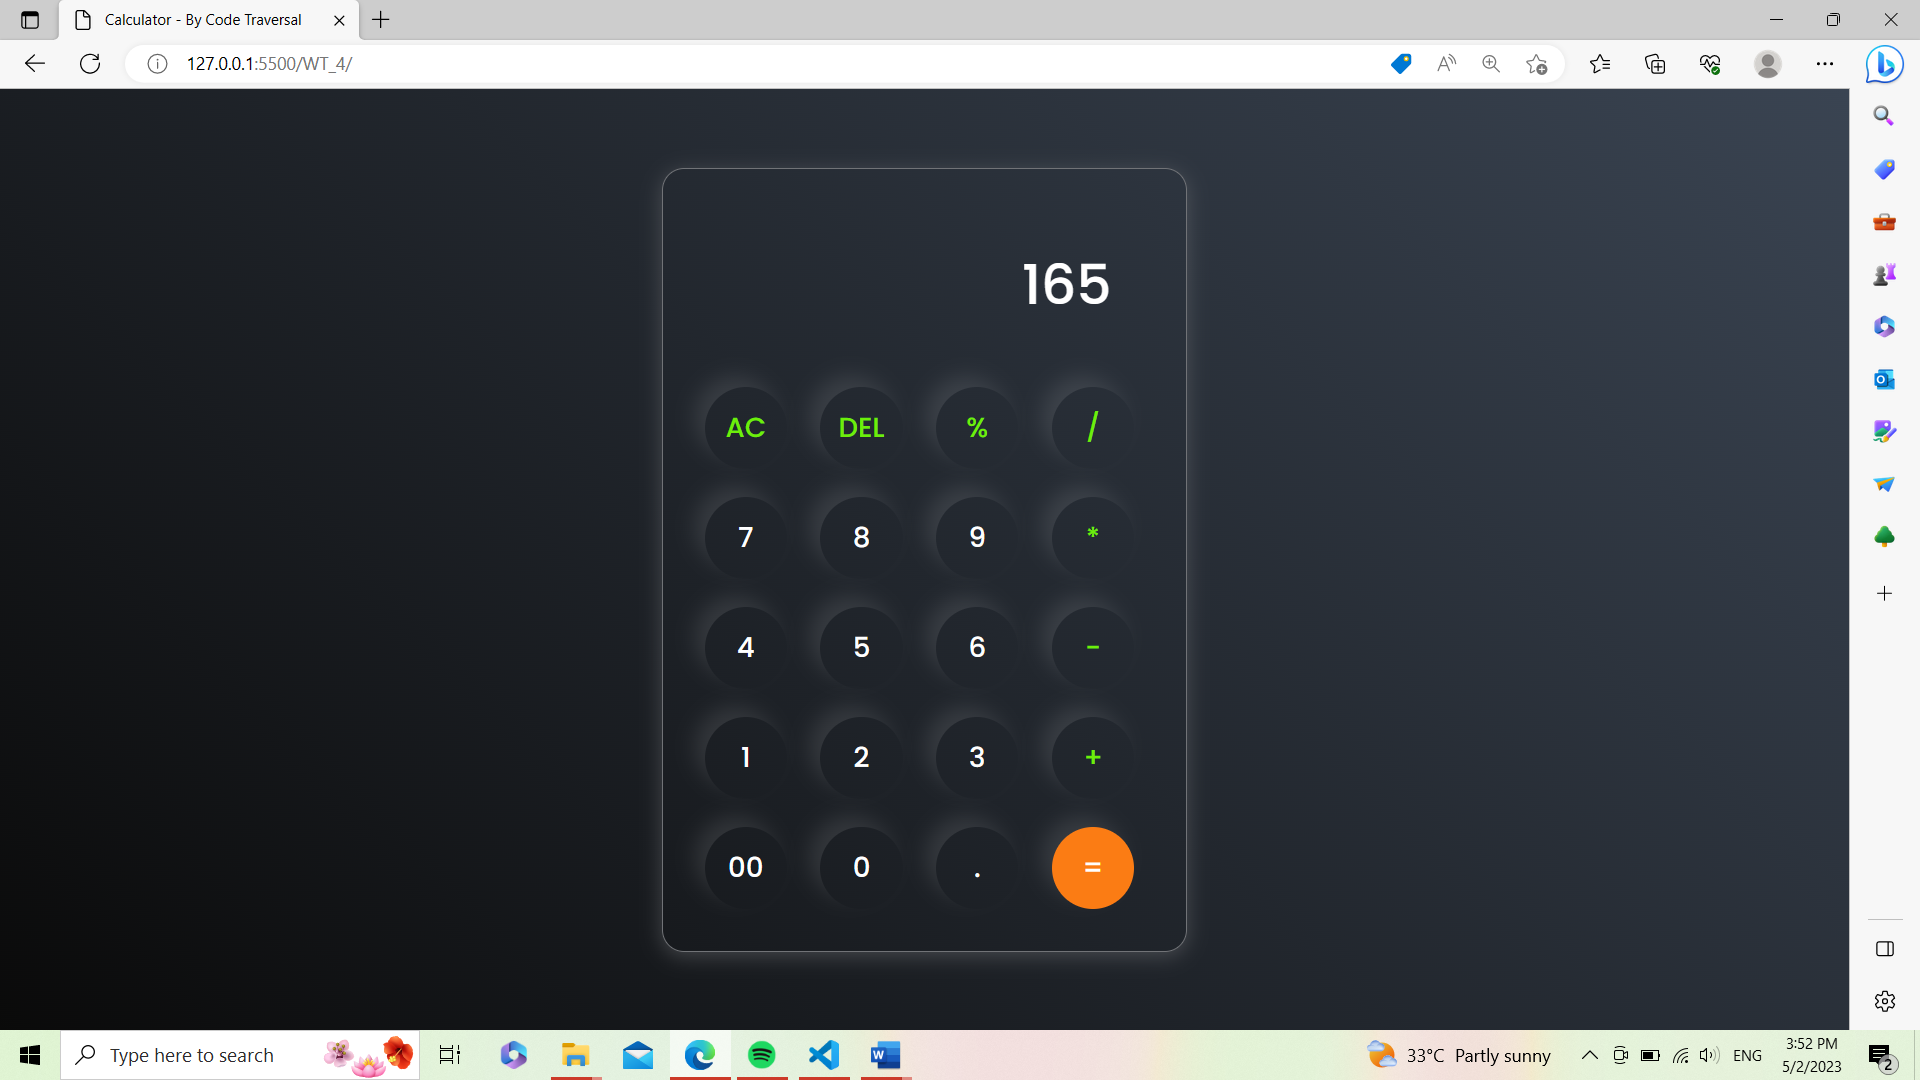 Calculator - By Code Traversal
127.0.0.1:5500/WT_4/
165
AC DEL % /
7 8 9 *
4 5 6 -
1 2 3 +
00 0 . =
Type here to search
33°C Partly sunny
ENG
3:52 PM
5/2/2023
2